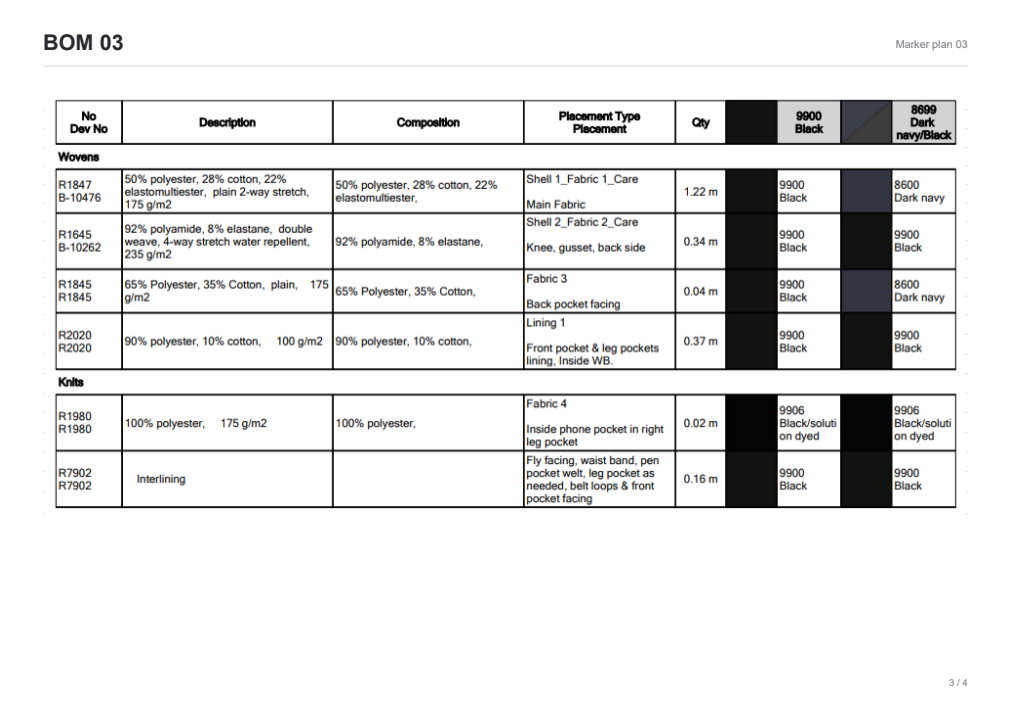 BOM 03
Marker plan 03
No
Dev No
Description
Composition
Placement Type
Placement
Qty
9900
Black
8699
Dark
navy/Black
Wovens
R1847
B-10476
50% polyester, 28% cotton, 22%
elastomultiester,  plain 2-way stretch,
175 g/m2
50% polyester, 28% cotton, 22%
elastomultiester,
Shell 1_Fabric 1_Care
Main Fabric
1.22 m
9900
Black
8600
Dark navy
R1645
B-10262
92% polyamide, 8% elastane,  double
weave, 4-way stretch water repellent,
235 g/m2
92% polyamide, 8% elastane,
Shell 2_Fabric 2_Care
Knee, gusset, back side
0.34 m
9900
Black
9900
Black
R1845
R1845
65% Polyester, 35% Cotton,  plain,    175
g/m2
65% Polyester, 35% Cotton,
Fabric 3
Back pocket facing
0.04 m
9900
Black
8600
Dark navy
R2020
R2020
90% polyester, 10% cotton,     100 g/m2
90% polyester, 10% cotton,
Lining 1
Front pocket & leg pockets
lining, Inside WB.
0.37 m
9900
Black
9900
Black
Knits
R1980
R1980
100% polyester,     175 g/m2
100% polyester,
Fabric 4
Inside phone pocket in right
leg pocket
0.02 m
9906
Black/soluti
on dyed
9906
Black/soluti
on dyed
R7902
R7902
Interlining
Fly facing, waist band, pen
pocket welt, leg pocket as
needed, belt loops & front
pocket facing
0.16 m
9900
Black
9900
Black
3 / 4